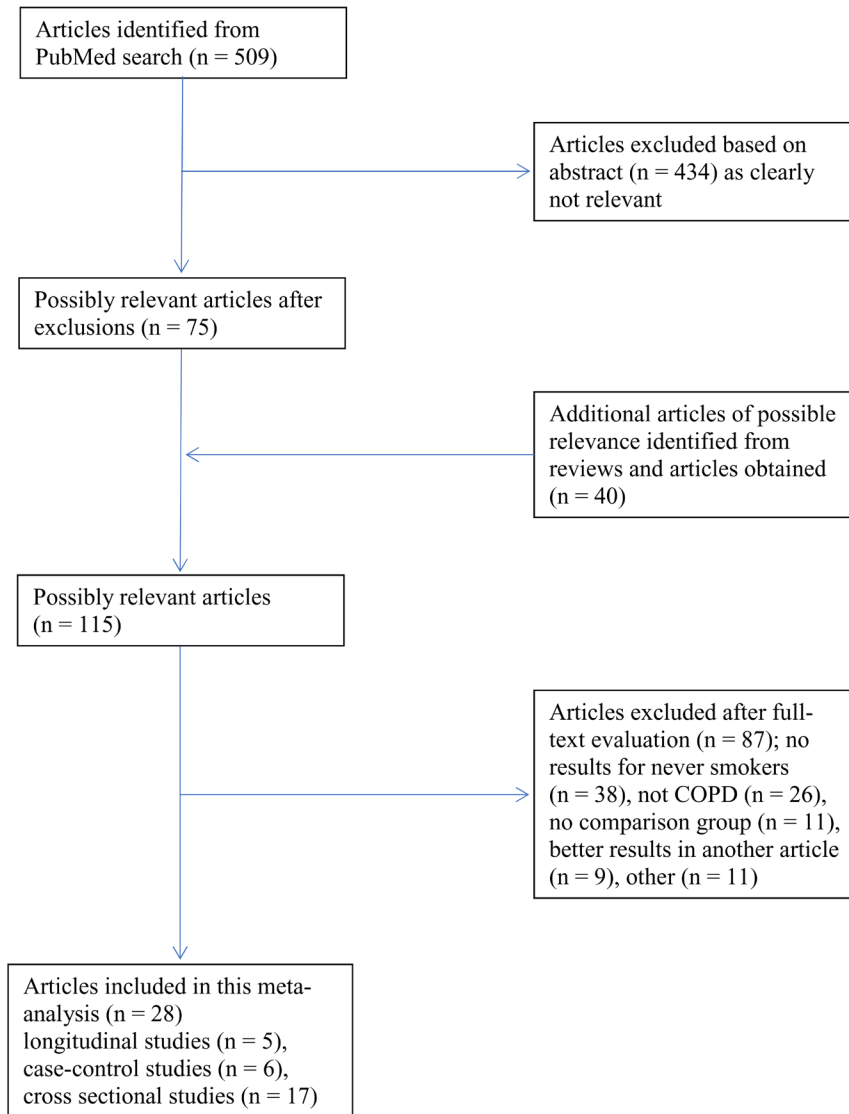 Articles identified from
PubMed search (n = 509)
Articles excluded based on
abstract (n = 434) as clearly
not relevant
Possibly relevant articles after
exclusions (n = 75)
Additional articles of possible
relevance identified from
reviews and articles obtained
(n = 40)
Possibly relevant articles
(n = 115)
Articles excluded after full-
text evaluation (n = 87); no
results for never smokers
(n = 38), not COPD (n = 26),
no comparison group (n = 11),
better results in another article
(n = 9), other (n = 11)
Articles included in this meta-
analysis (n = 28)
longitudinal studies (n = 5),
case-control studies (n = 6),
cross sectional studies (n = 17)